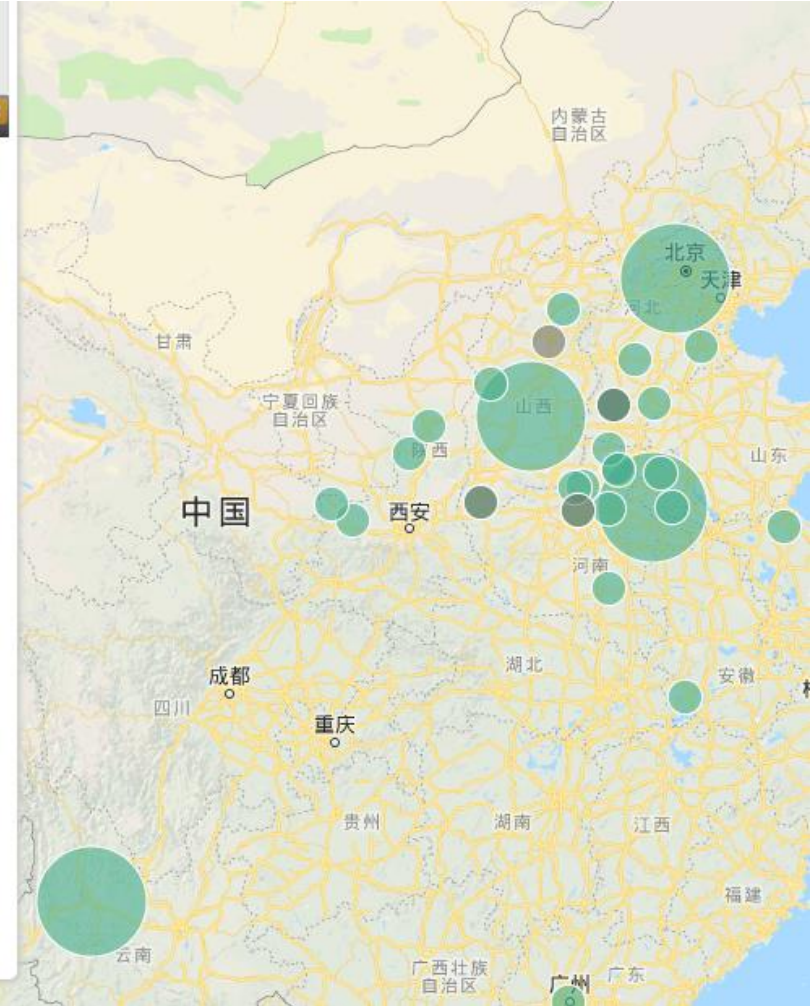 内蒙古
自治区
北京
天津
河北
甘肃
宁夏回族
自治区
山西
陕西
山东
中国
西安
河南
湖北
安徽
成都
四川
重庆
贵州
湖南
江西
福建
云南
广西壮族
自治区
广州
广东